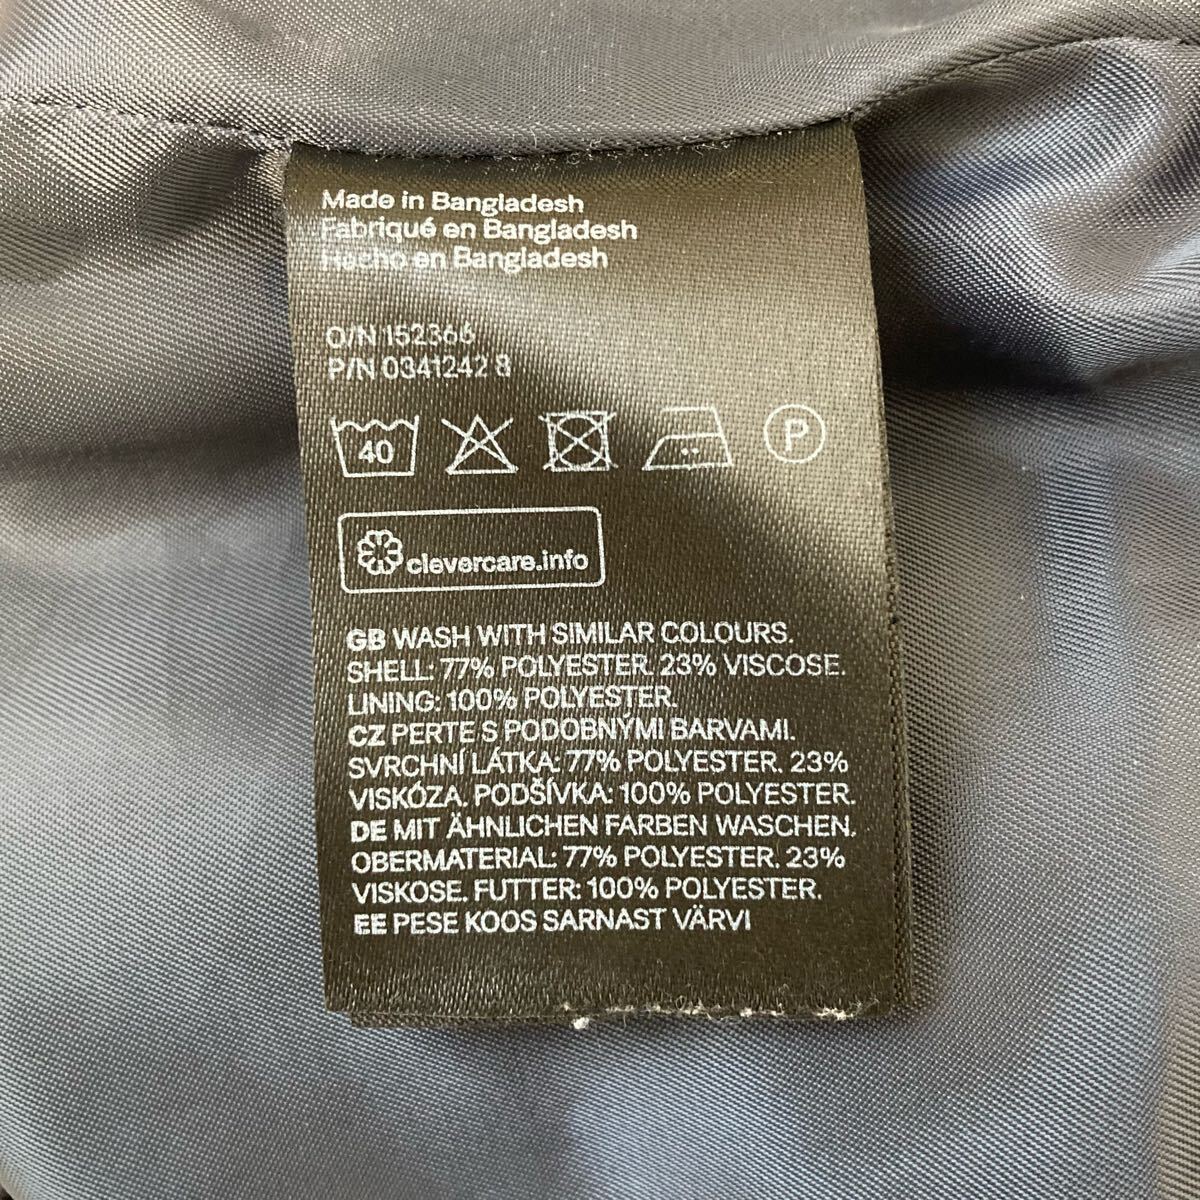 Made in Bangladesh
Fabriqué en Bangladesh
Hecho en Bangladesh
O/N 152366
P/N 0341242 8
40 P
clevercare.info
GB WASH WITH SIMILAR COLOURS.
SHELL: 77% POLYESTER. 23% VISCOSE.
LINING: 100% POLYESTER.
CZ PERTE S PODOBNÝMI BARVAMI.
SVRCHNÍ LÁTKA: 77% POLYESTER. 23%
VISKÓZA. PODŠÍVKA: 100% POLYESTER.
DE MIT ÄHNLICHEN FARBEN WASCHEN.
OBERMATERIAL: 77% POLYESTER. 23%
VISKOSE. FUTTER: 100% POLYESTER.
EE PESE KOOS SARNAST VÄRVI